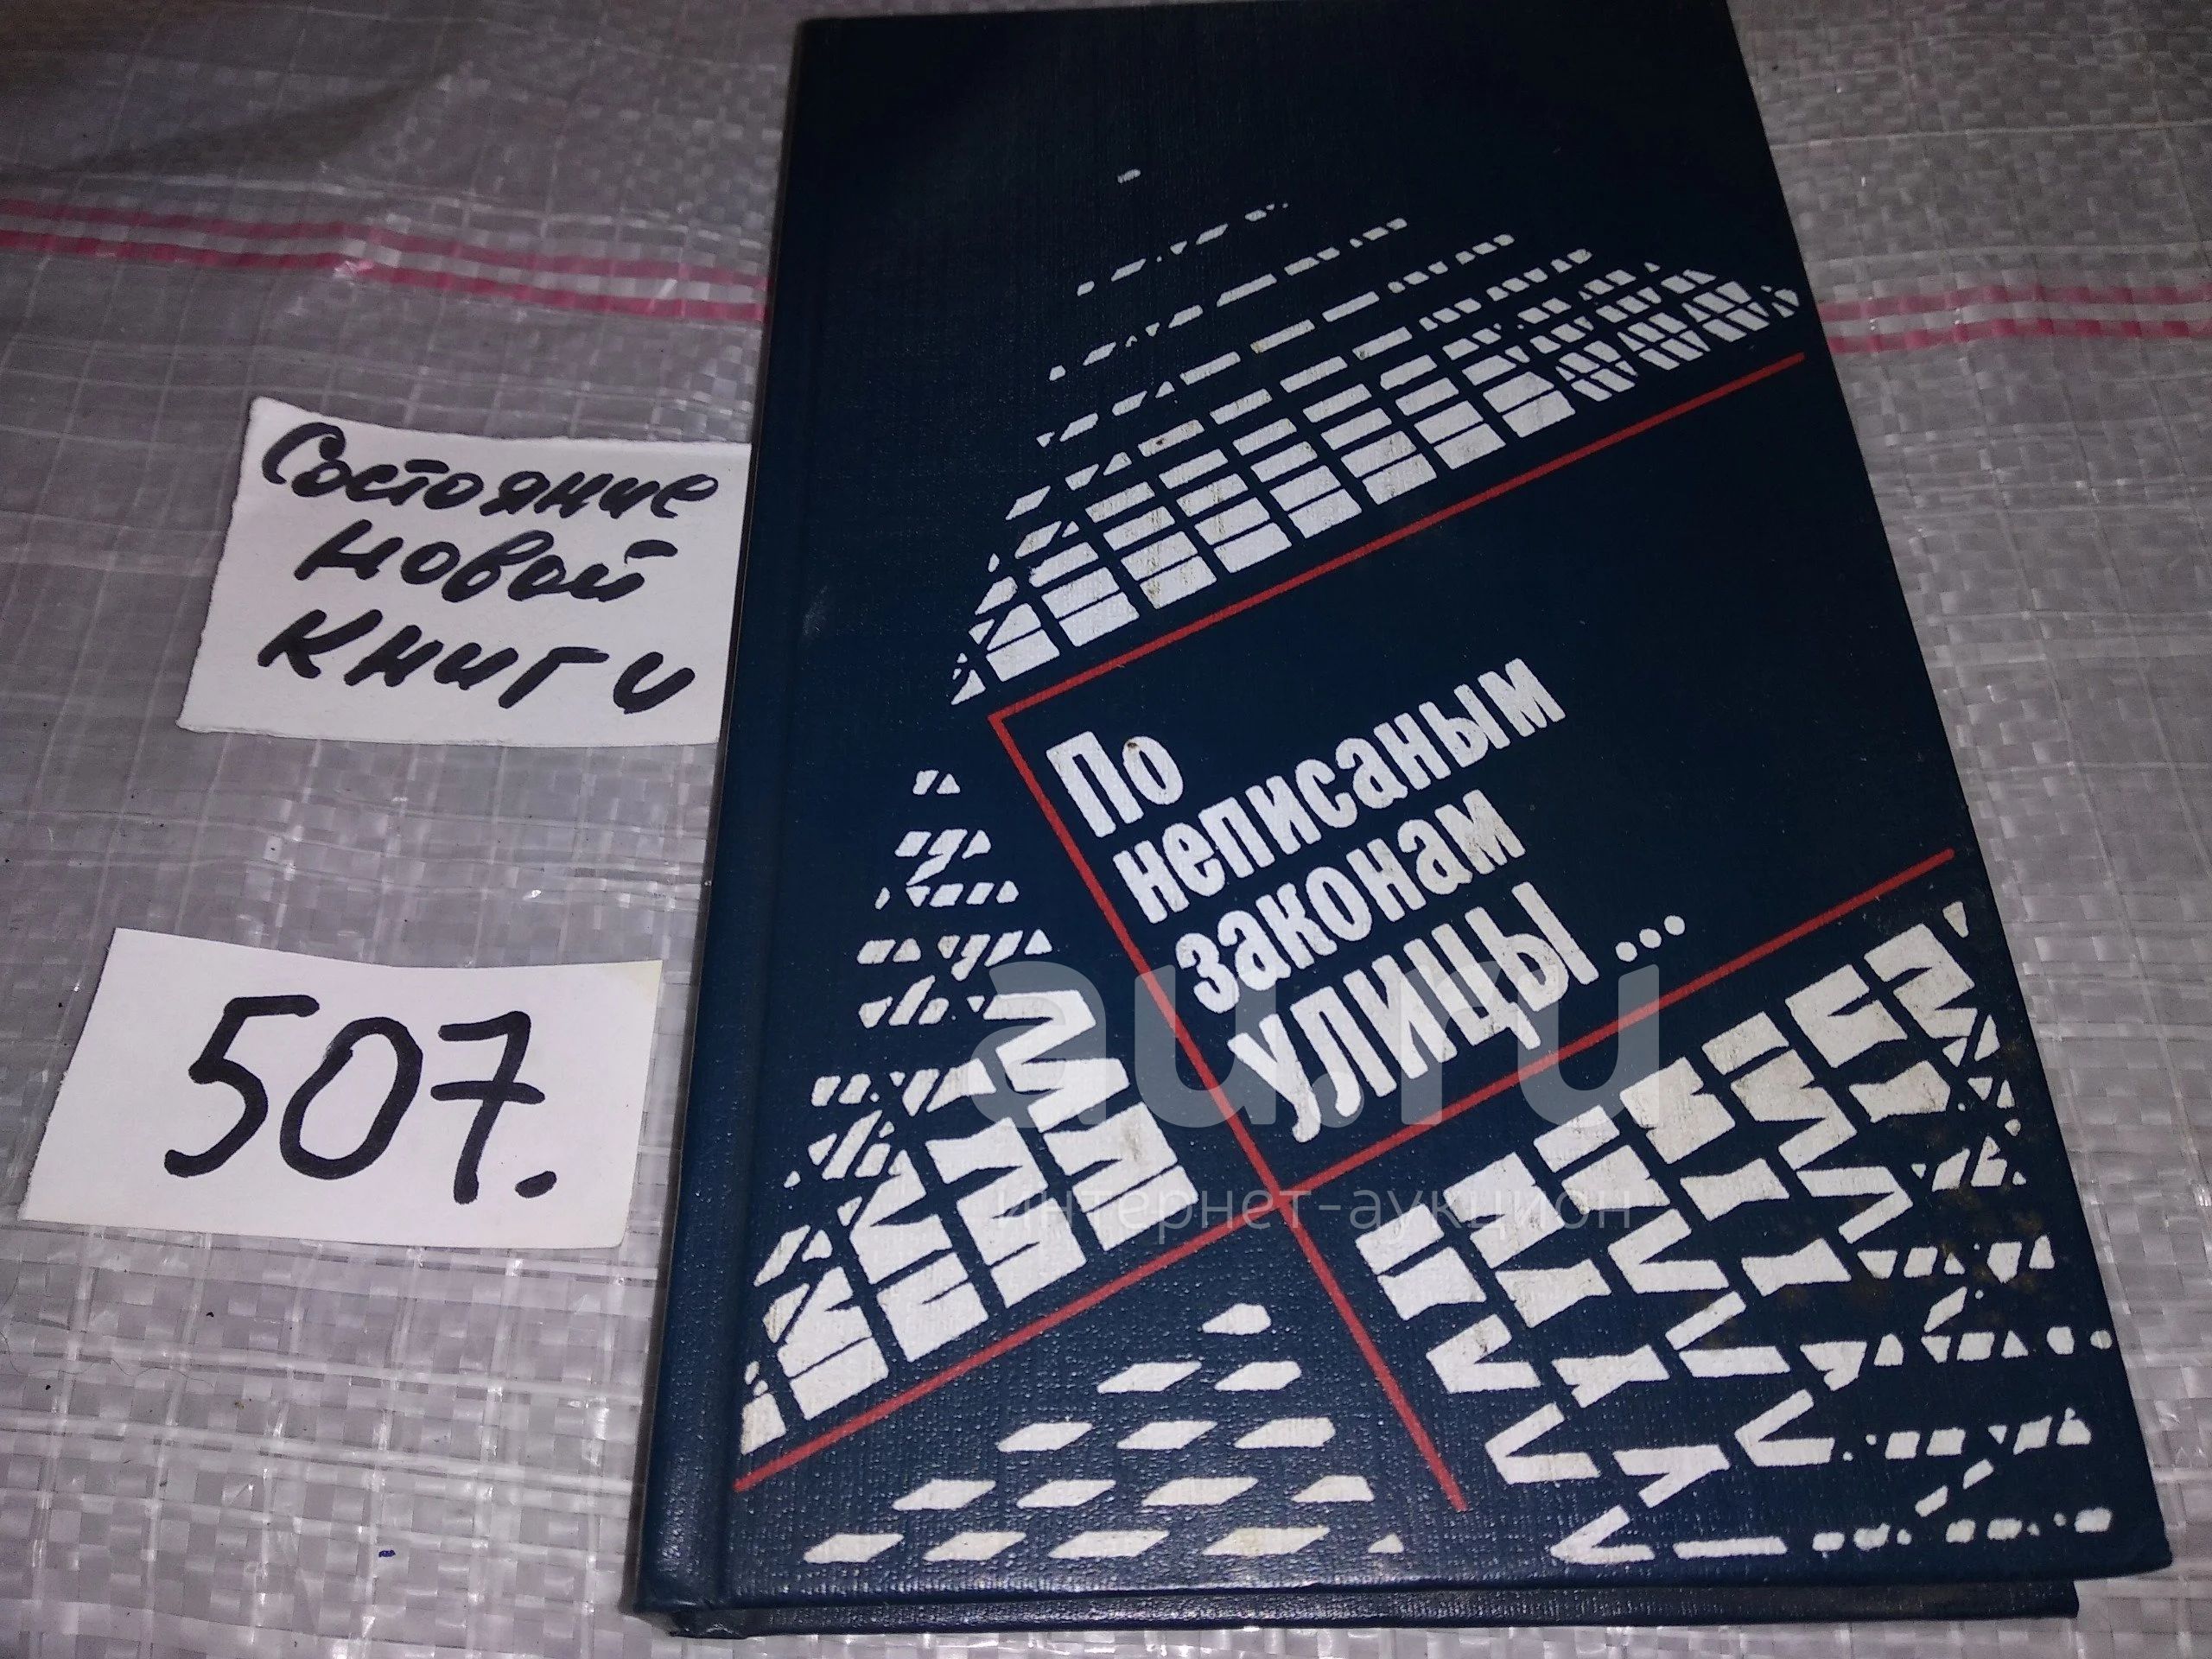 Состояние
новой
книги
507.
По
неписаным
законам
улицы...
au.ru
интернет-аукцион